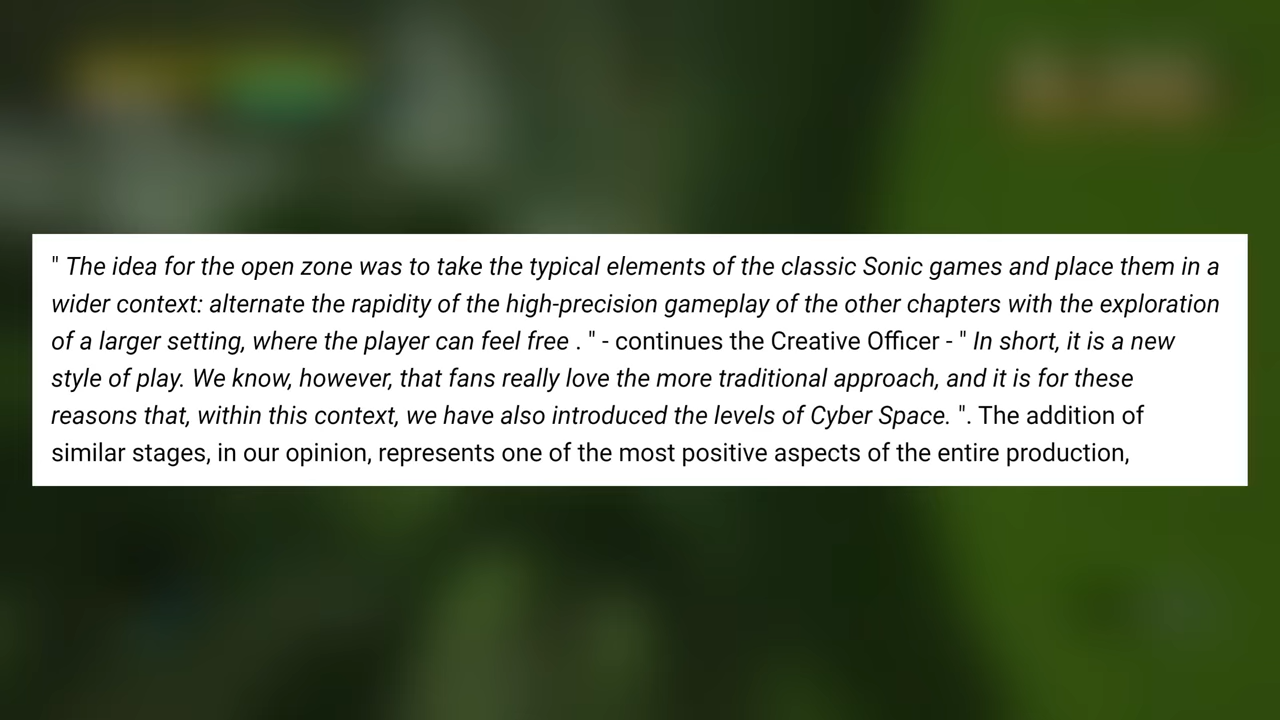 " The idea for the open zone was to take the typical elements of the classic Sonic games and place them in a
wider context: alternate the rapidity of the high-precision gameplay of the other chapters with the exploration
of a larger setting, where the player can feel free . " - continues the Creative Officer - " In short, it is a new
style of play. We know, however, that fans really love the more traditional approach, and it is for these
reasons that, within this context, we have also introduced the levels of Cyber Space. ". The addition of
similar stages, in our opinion, represents one of the most positive aspects of the entire production,